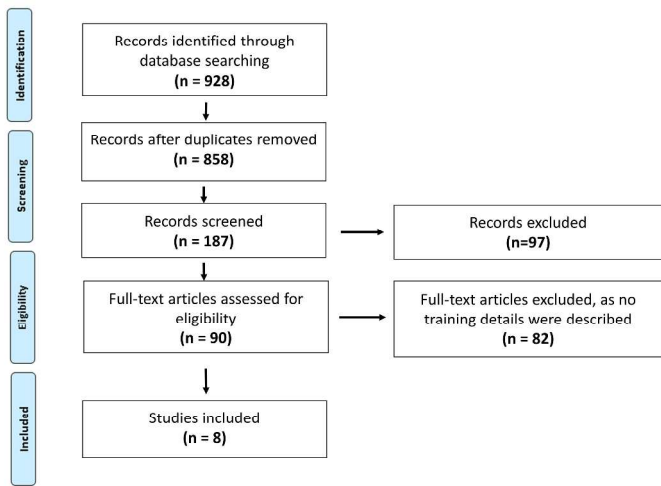 Identification
Records identified through
database searching
(n = 928)
Screening
Records after duplicates removed
(n = 858)
Records screened
(n = 187)
Records excluded
(n=97)
Eligibility
Full-text articles assessed for
eligibility
(n = 90)
Full-text articles excluded, as no
training details were described
(n = 82)
Included
Studies included
(n = 8)